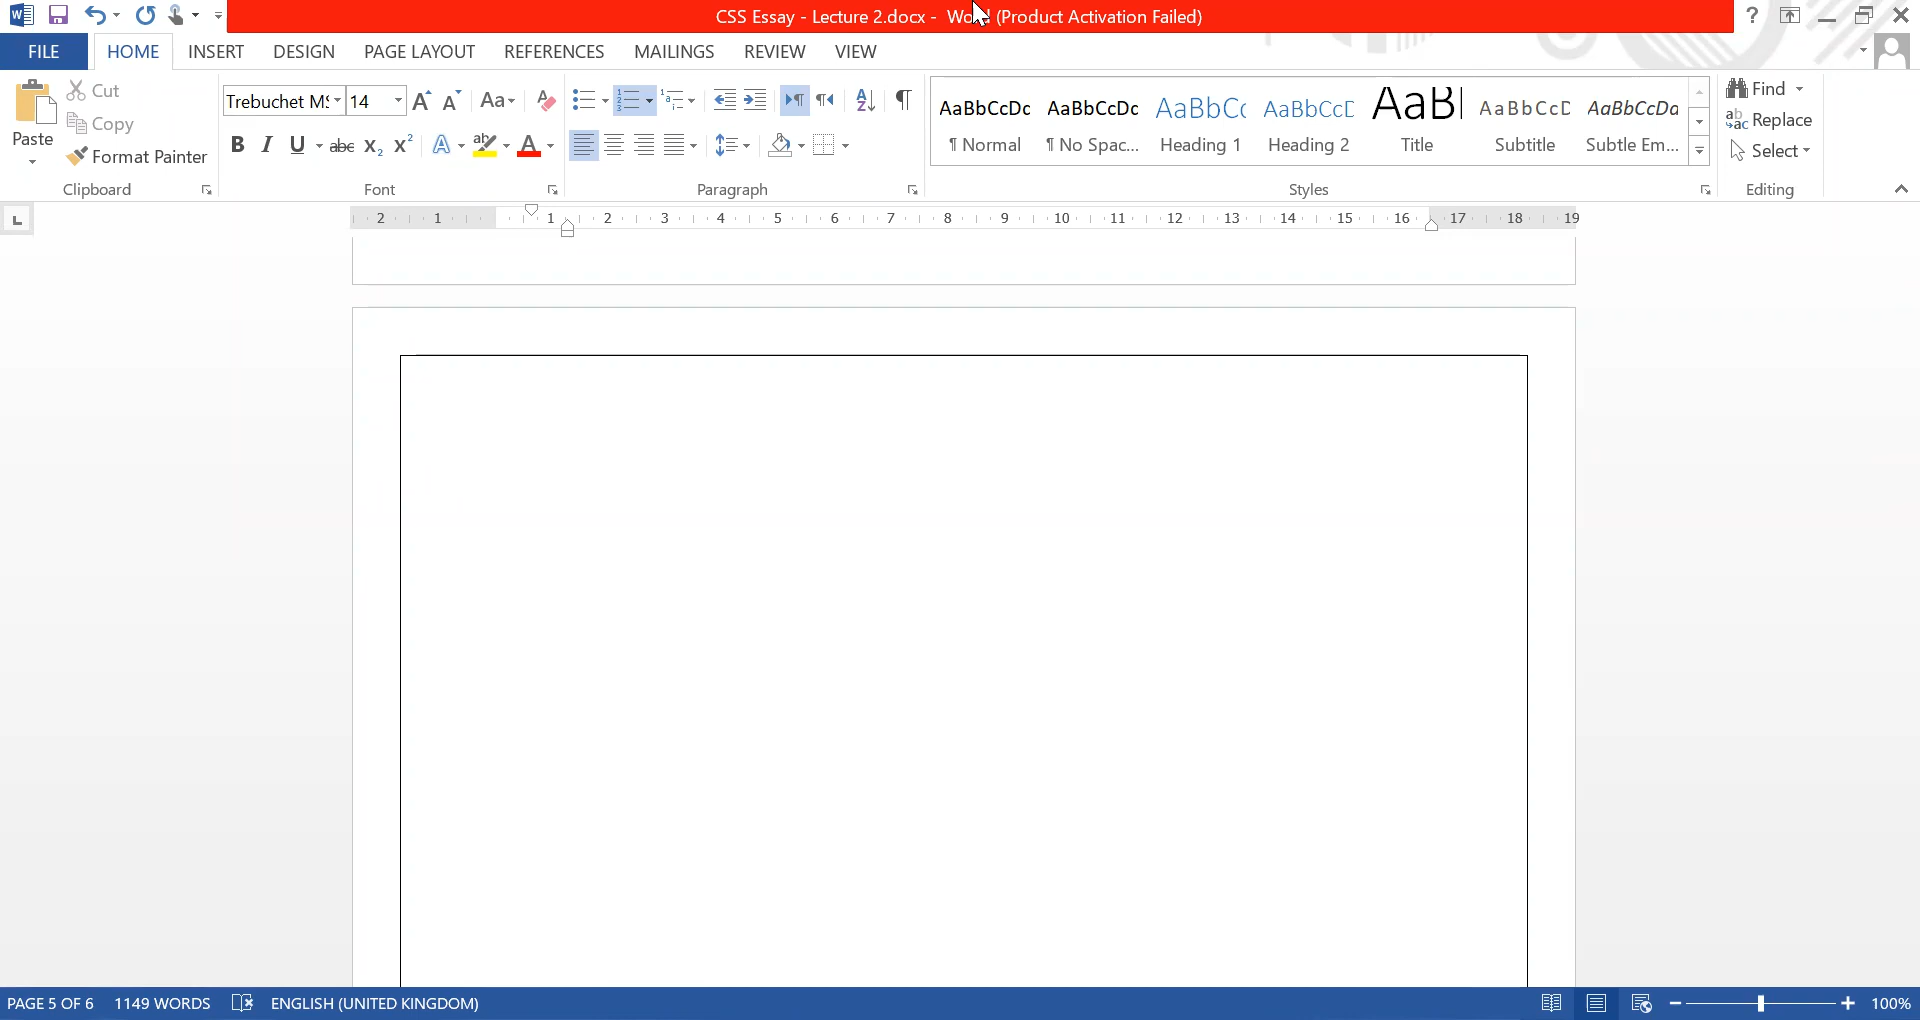 CSS Essay - Lecture 2.docx - Word (Product Activation Failed)
FILE HOME INSERT DESIGN PAGE LAYOUT REFERENCES MAILINGS REVIEW VIEW
Paste
Cut
Copy
Format Painter
Clipboard
Trebuchet MS 14
Font
Paragraph
AaBbCcDc AaBbCcDc AaBbCc AaBbCcD AaBl AaBbCcD AaBbCcDc
¶ Normal ¶ No Spac... Heading 1 Heading 2 Title Subtitle Subtle Em...
Styles
Find
Replace
Select
Editing
2 1 1 2 3 4 5 6 7 8 9 10 11 12 13 14 15 16 17 18 19
PAGE 5 OF 6 1149 WORDS ENGLISH (UNITED KINGDOM) 100%